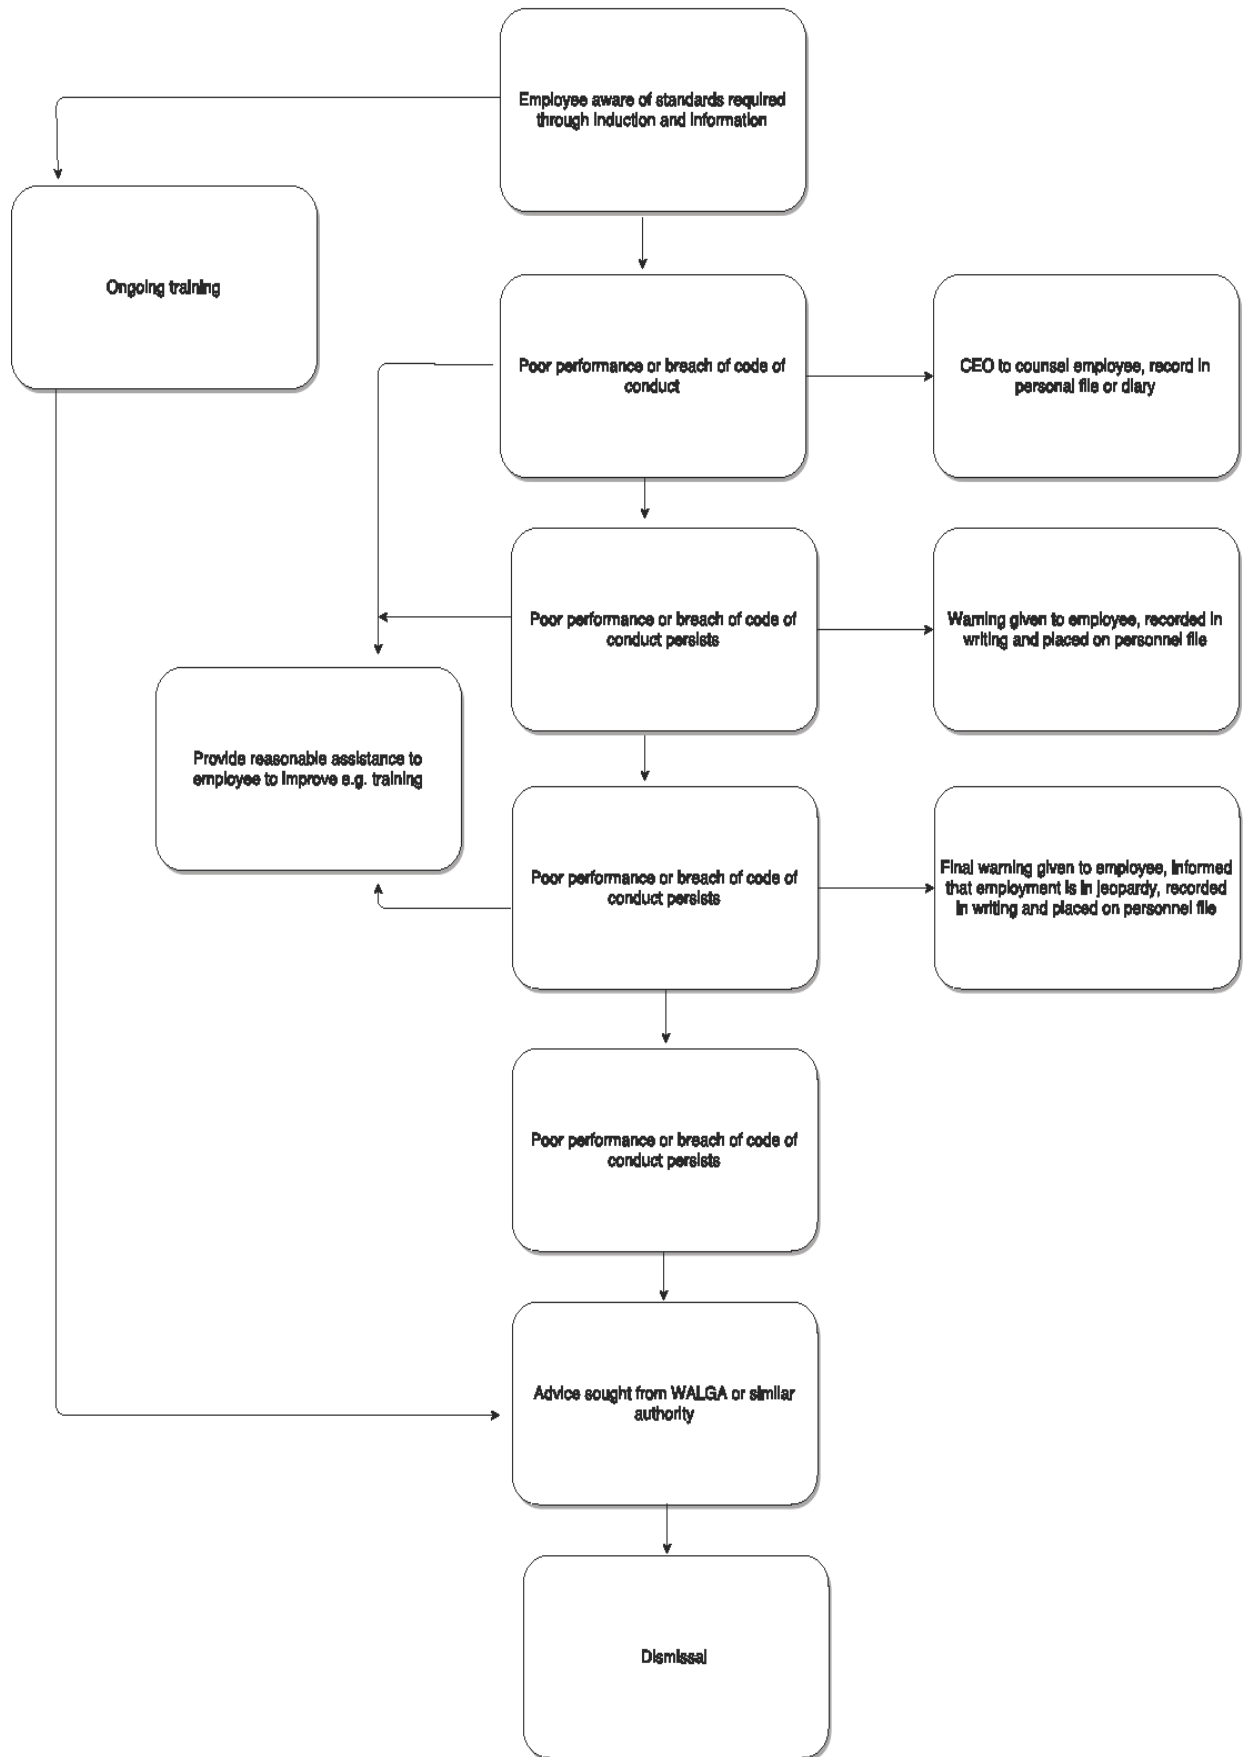 Employee aware of standards required
through induction and information
Ongoing training
Poor performance or breach of code of
conduct
CEO to counsel employee, record in
personal file or diary
Poor performance or breach of code of
conduct persists
Warning given to employee, recorded in
writing and placed on personnel file
Provide reasonable assistance to
employee to improve e.g. training
Poor performance or breach of code of
conduct persists
Final warning given to employee, informed
that employment is in jeopardy, recorded
in writing and placed on personnel file
Poor performance or breach of code of
conduct persists
Advice sought from WALGA or similar
authority
Dismissal